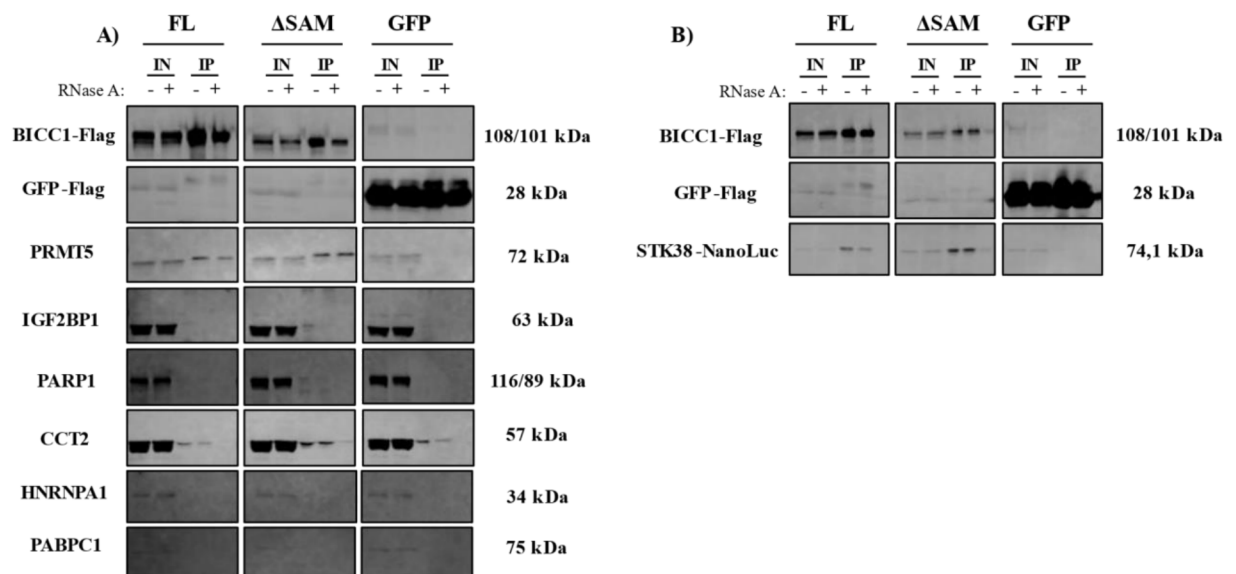 A) FL ΔSAM GFP
IN IP IN IP IN IP
RNase A: - + - + - + - + - + - +
BICC1-Flag 108/101 kDa
GFP-Flag 28 kDa
PRMT5 72 kDa
IGF2BP1 63 kDa
PARP1 116/89 kDa
CCT2 57 kDa
HNRNPA1 34 kDa
PABPC1 75 kDa
B) FL ΔSAM GFP
IN IP IN IP IN IP
RNase A: - + - + - + - + - + - +
BICC1-Flag 108/101 kDa
GFP-Flag 28 kDa
STK38-NanoLuc 74,1 kDa